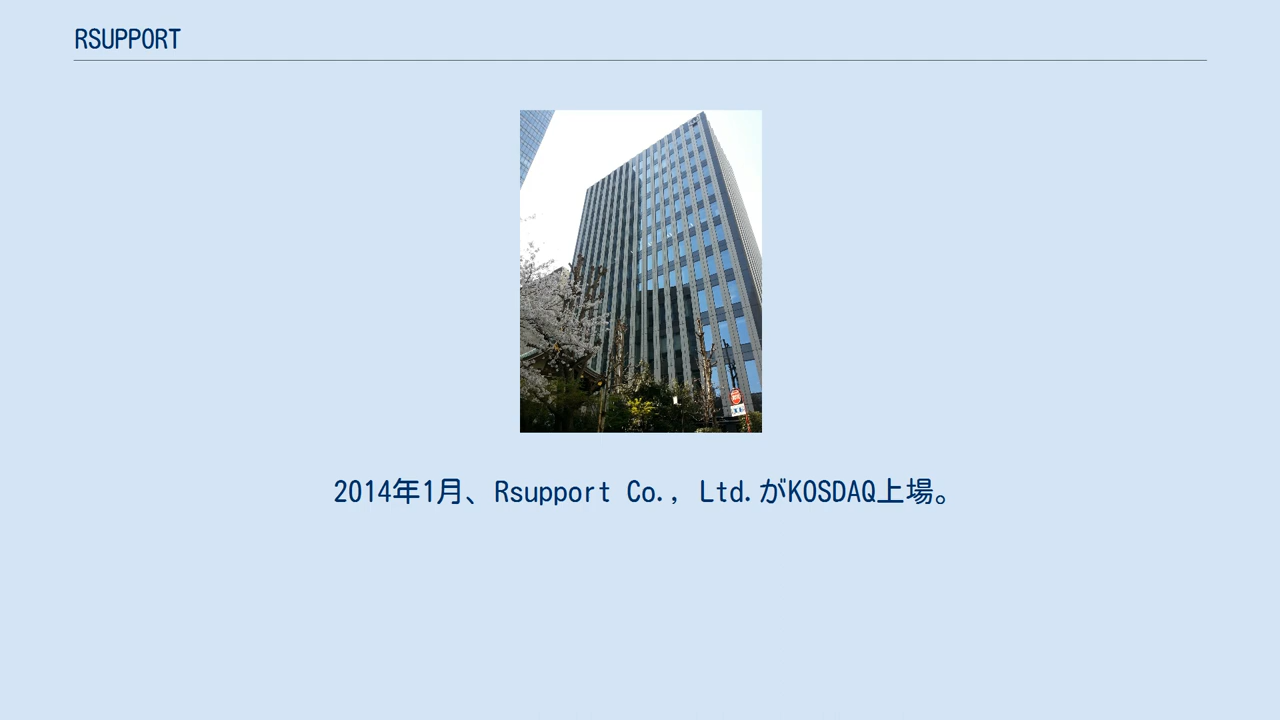 RSUPPORT
2014年1月、Rsupport Co., Ltd.がKOSDAQ上場。